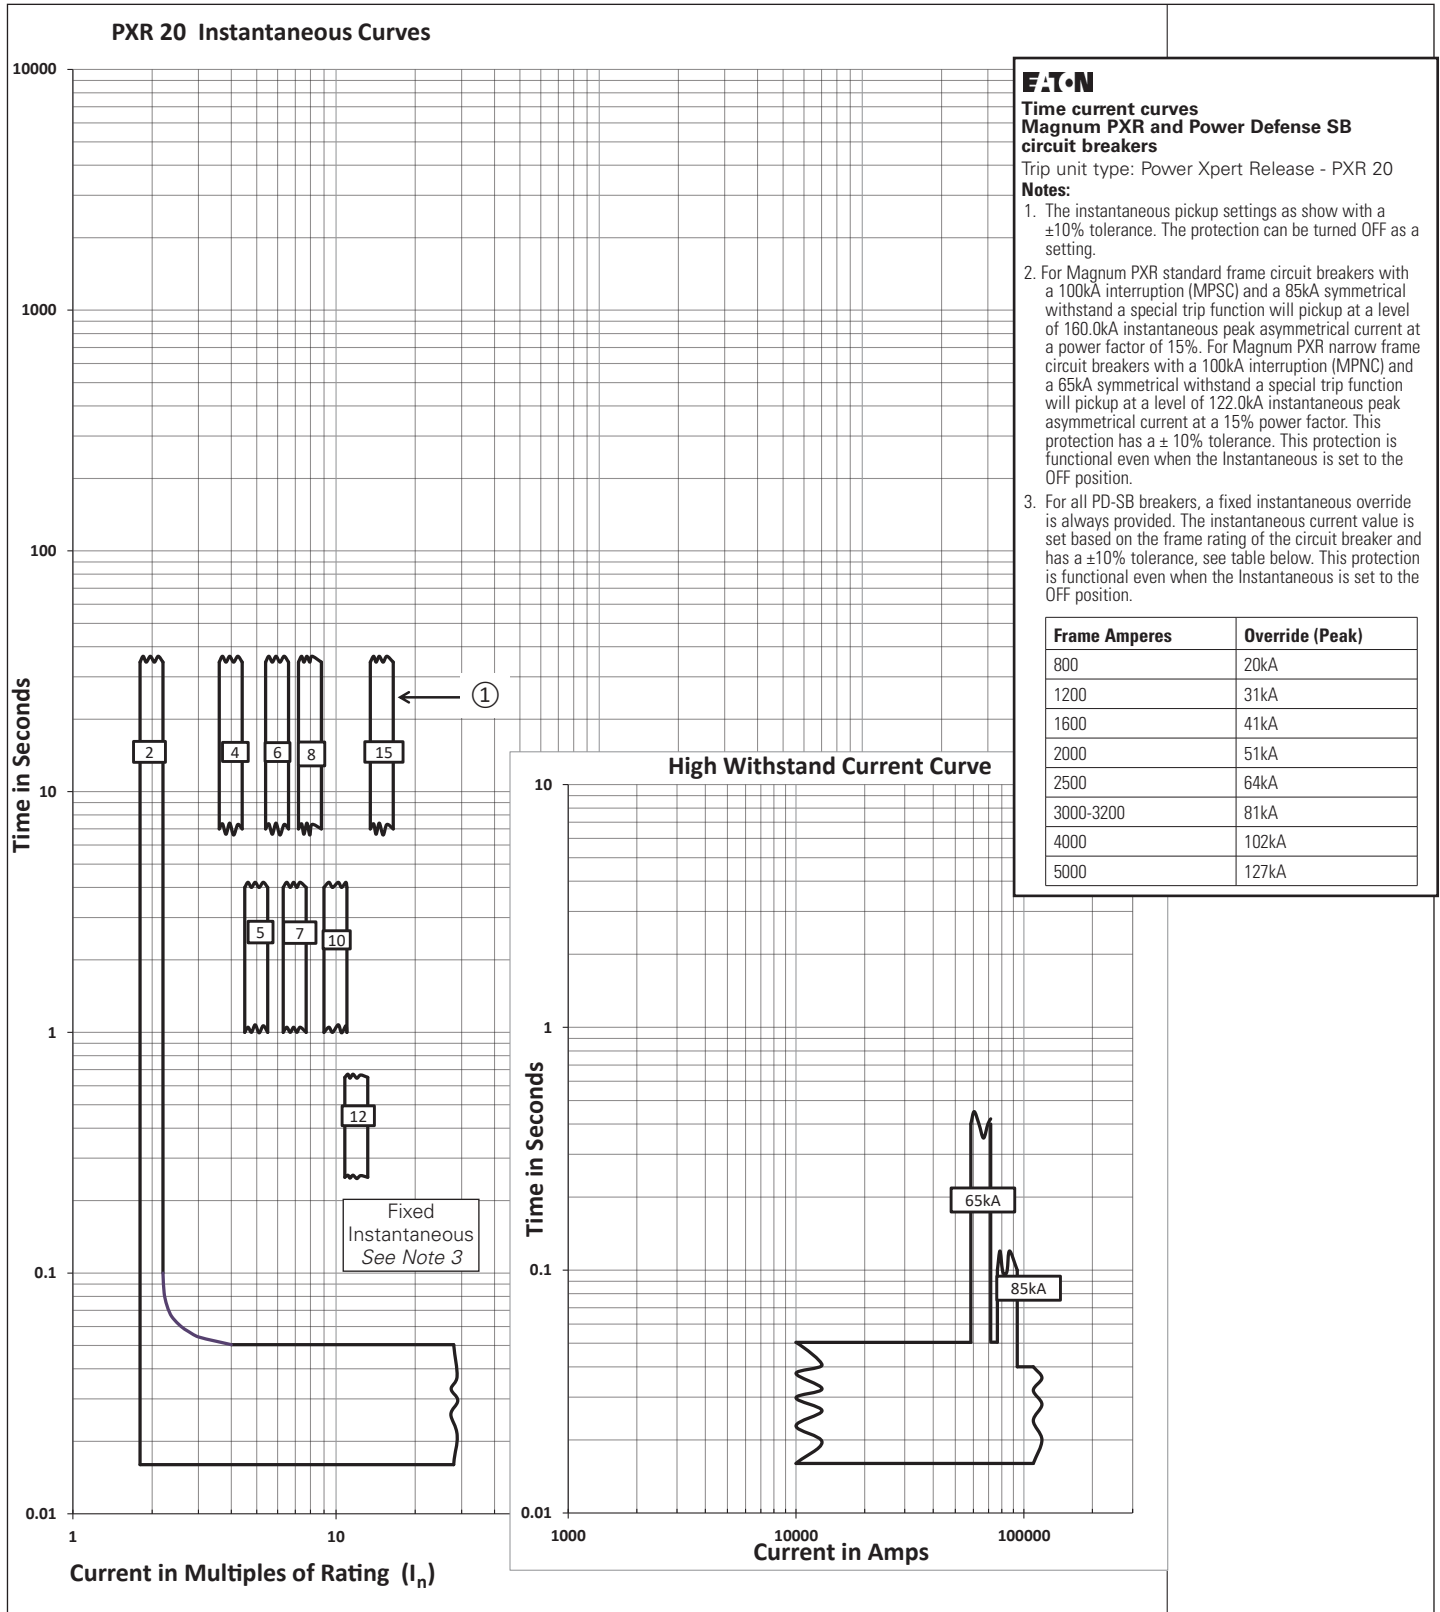 PXR 20 Instantaneous Curves
10000
1000
100
10
1
0.1
0.01
Time in Seconds
1
10
Current in Multiples of Rating (In)
2
4
6
8
15
①
5
7
10
12
Fixed
Instantaneous
See Note 3
High Withstand Current Curve
10
1
0.1
0.01
Time in Seconds
65kA
85kA
1000
10000
100000
Current in Amps
EATON
Time current curves
Magnum PXR and Power Defense SB
circuit breakers
Trip unit type: Power Xpert Release - PXR 20
Notes:
1. The instantaneous pickup settings as show with a
±10% tolerance. The protection can be turned OFF as a
setting.
2. For Magnum PXR standard frame circuit breakers with
a 100kA interruption (MPSC) and a 85kA symmetrical
withstand a special trip function will pickup at a level
of 160.0kA instantaneous peak asymmetrical current at
a power factor of 15%. For Magnum PXR narrow frame
circuit breakers with a 100kA interruption (MPNC) and
a 65kA symmetrical withstand a special trip function
will pickup at a level of 122.0kA instantaneous peak
asymmetrical current at a 15% power factor. This
protection has a ± 10% tolerance. This protection is
functional even when the Instantaneous is set to the
OFF position.
3. For all PD-SB breakers, a fixed instantaneous override
is always provided. The instantaneous current value is
set based on the frame rating of the circuit breaker and
has a ±10% tolerance, see table below. This protection
is functional even when the Instantaneous is set to the
OFF position.
Frame Amperes Override (Peak)
800 20kA
1200 31kA
1600 41kA
2000 51kA
2500 64kA
3000-3200 81kA
4000 102kA
5000 127kA